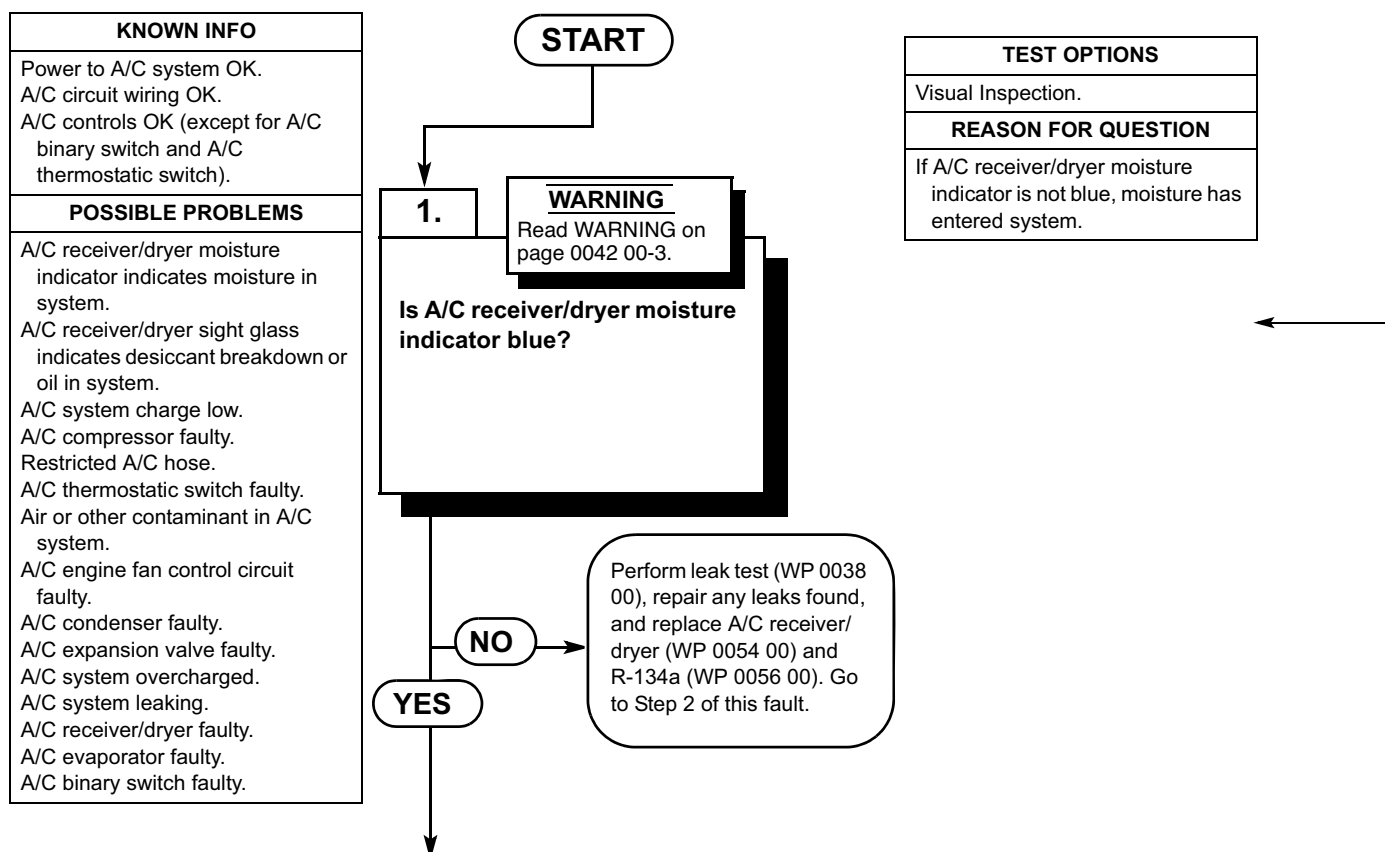 KNOWN INFO
Power to A/C system OK.
A/C circuit wiring OK.
A/C controls OK (except for A/C
binary switch and A/C
thermostatic switch).
POSSIBLE PROBLEMS
A/C receiver/dryer moisture
indicator indicates moisture in
system.
A/C receiver/dryer sight glass
indicates desiccant breakdown or
oil in system.
A/C system charge low.
A/C compressor faulty.
Restricted A/C hose.
A/C thermostatic switch faulty.
Air or other contaminant in A/C
system.
A/C engine fan control circuit
faulty.
A/C condenser faulty.
A/C expansion valve faulty.
A/C system overcharged.
A/C system leaking.
A/C receiver/dryer faulty.
A/C evaporator faulty.
A/C binary switch faulty.
START
1.
WARNING
Read WARNING on
page 0042 00-3.
Is A/C receiver/dryer moisture
indicator blue?
NO
Perform leak test (WP 0038
00), repair any leaks found,
and replace A/C receiver/
dryer (WP 0054 00) and
R-134a (WP 0056 00). Go
to Step 2 of this fault.
YES
TEST OPTIONS
Visual Inspection.
REASON FOR QUESTION
If A/C receiver/dryer moisture
indicator is not blue, moisture has
entered system.